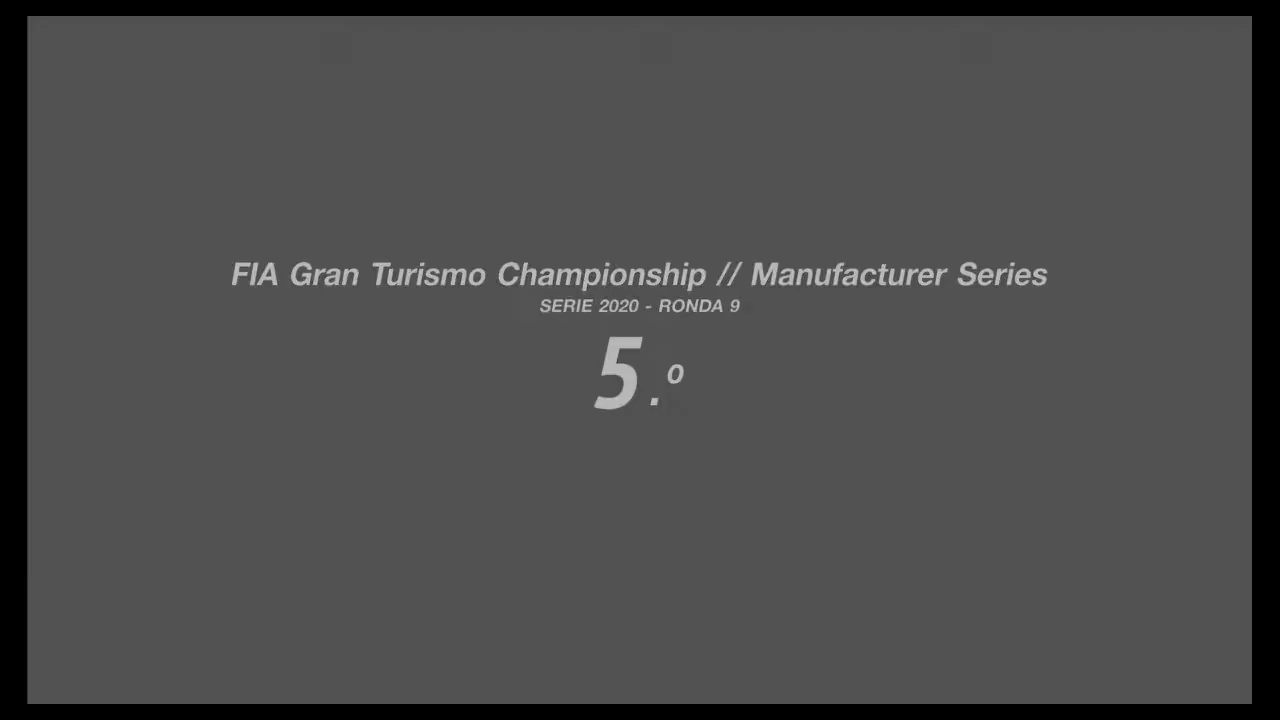 FIA Gran Turismo Championship // Manufacturer Series
SERIE 2020 - RONDA 9
5.º